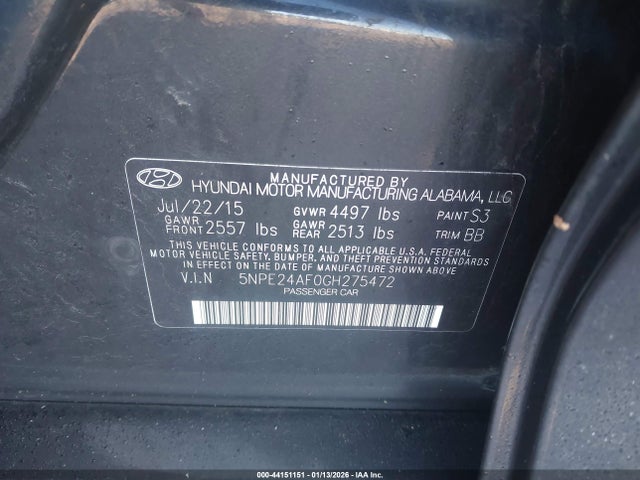 MANUFACTURED BY
HYUNDAI MOTOR MANUFACTURING ALABAMA, LLC
Jul/22/15 GVWR 4497 lbs PAINT S3
GAWR FRONT 2557 lbs GAWR REAR 2513 lbs TRIM BB
THIS VEHICLE CONFORMS TO ALL APPLICABLE U.S. FEDERAL
MOTOR VEHICLE SAFETY, BUMPER, AND THEFT PREVENTION STANDARDS
IN EFFECT ON THE DATE OF MANUFACTURE SHOWN ABOVE.
V.I.N 5NPE24AF0GH275472
PASSENGER CAR
000-44151151 | 01/13/2026 | IAA Inc.